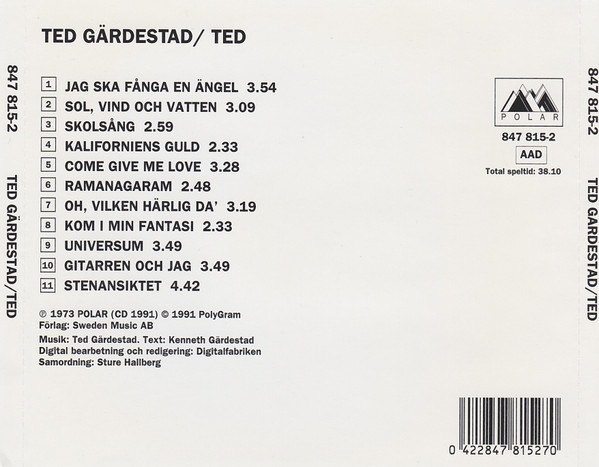 TED GÄRDESTAD/ TED
1 JAG SKA FÅNGA EN ÄNGEL 3.54
2 SOL, VIND OCH VATTEN 3.09
3 SKOLSÅNG 2.59
4 KALIFORNIENS GULD 2.33
5 COME GIVE ME LOVE 3.28
6 RAMANAGARAM 2.48
7 OH, VILKEN HÄRLIG DA' 3.19
8 KOM I MIN FANTASI 2.33
9 UNIVERSUM 3.49
10 GITARREN OCH JAG 3.49
11 STENANSIKTET 4.42
℗ 1973 POLAR (CD 1991) © 1991 PolyGram
Förlag: Sweden Music AB
Musik: Ted Gärdestad. Text: Kenneth Gärdestad
Digital bearbetning och redigering: Digitalfabriken
Samordning: Sture Hallberg
POLAR
847 815-2
AAD
Total speltid: 38.10
0 422847 815270
847 815-2 TED GÄRDESTAD/TED
847 815-2 TED GÄRDESTAD/TED